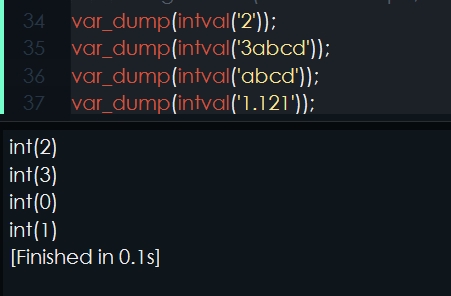 34 var_dump(intval('2'));
35 var_dump(intval('3abcd'));
36 var_dump(intval('abcd'));
37 var_dump(intval('1.121'));
int(2)
int(3)
int(0)
int(1)
[Finished in 0.1s]